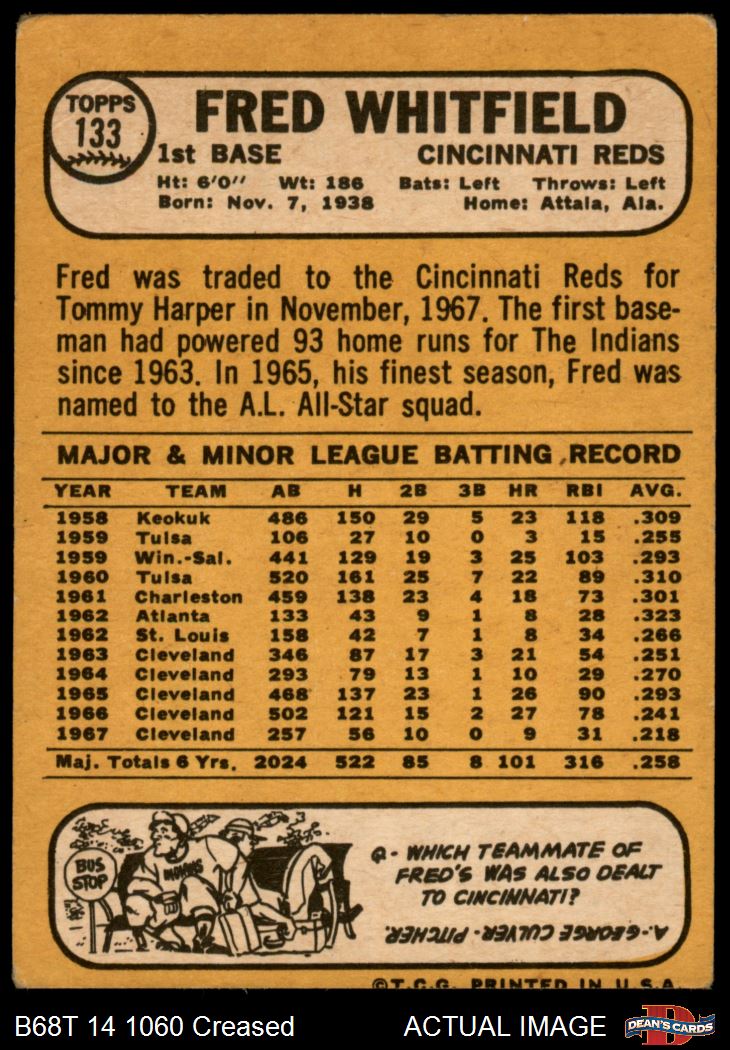 TOPPS
133
FRED WHITFIELD
1st BASE CINCINNATI REDS
Ht: 6'0'' Wt: 186 Bats: Left Throws: Left
Born: Nov. 7, 1938 Home: Attala, Ala.
Fred was traded to the Cincinnati Reds for
Tommy Harper in November, 1967. The first base-
man had powered 93 home runs for The Indians
since 1963. In 1965, his finest season, Fred was
named to the A.L. All-Star squad.
MAJOR & MINOR LEAGUE BATTING RECORD
YEAR TEAM AB H 2B 3B HR RBI AVG.
1958 Keokuk 486 150 29 5 23 118 .309
1959 Tulsa 106 27 10 0 3 15 .255
1959 Win.-Sal. 441 129 19 3 25 103 .293
1960 Tulsa 520 161 25 7 22 89 .310
1961 Charleston 459 138 23 4 18 73 .301
1962 Atlanta 133 43 9 1 8 28 .323
1962 St. Louis 158 42 7 1 8 34 .266
1963 Cleveland 346 87 17 3 21 54 .251
1964 Cleveland 293 79 13 1 10 29 .270
1965 Cleveland 468 137 23 1 26 90 .293
1966 Cleveland 502 121 15 2 27 78 .241
1967 Cleveland 257 56 10 0 9 31 .218
Maj. Totals 6 Yrs. 2024 522 85 8 101 316 .258
BUS
STOP
INDIANS
Q- WHICH TEAMMATE OF
FRED'S WAS ALSO DEALT
TO CINCINNATI?
A- GEORGE CULVER- PITCHER.
©T.C.G. PRINTED IN U.S.A.
B68T 14 1060 Creased ACTUAL IMAGE
D
DEAN'S CARDS